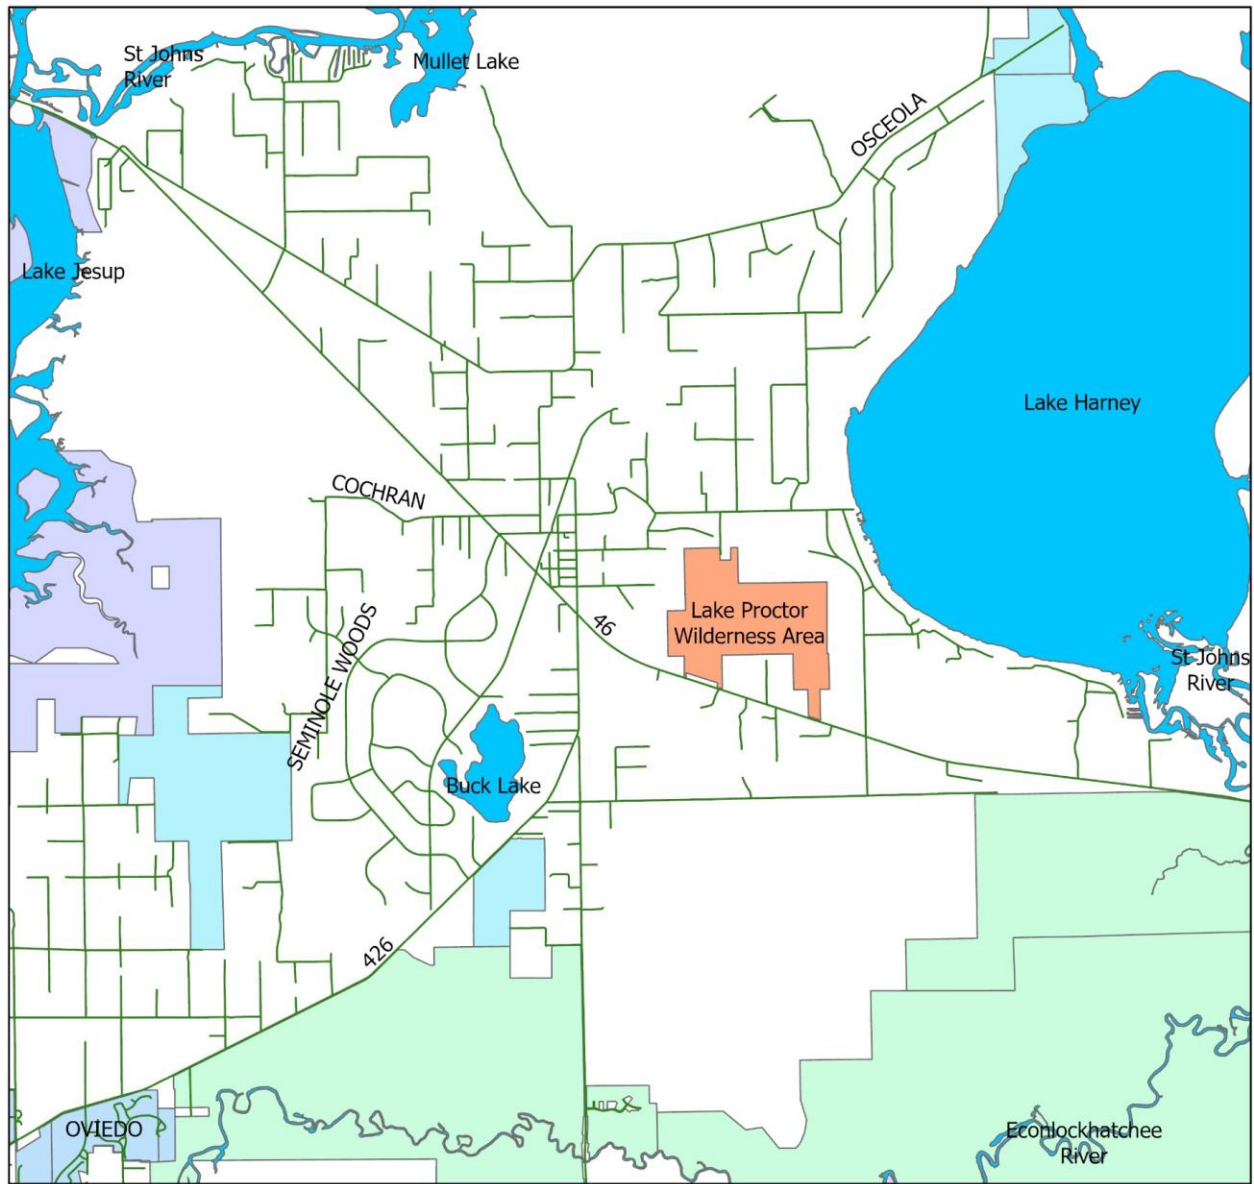 St Johns
River
Mullet Lake
OSCEOLA
Lake Jesup
Lake Harney
COCHRAN
46
Lake Proctor
Wilderness Area
SEMINOLE WOODS
St Johns
River
Buck Lake
426
OVIEDO
Econlockhatchee
River